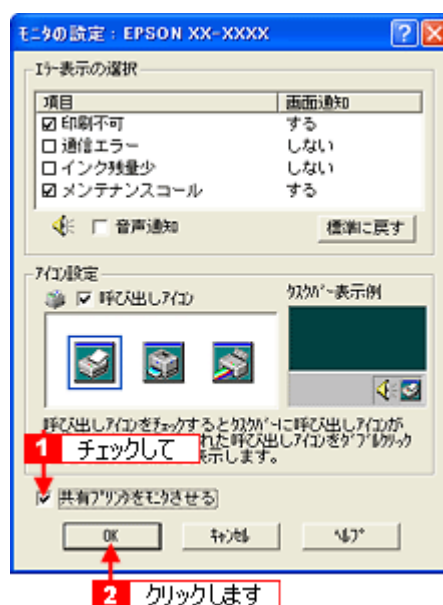 モニタの設定 : EPSON XX-XXXX
エラー表示の選択
項目 画面通知
印刷不可 する
通信エラー しない
インク残量少 しない
メンテナンスコール する
音声通知 標準に戻す
アイコン設定
呼び出しアイコン タスクバー表示例
呼び出しアイコンをチェックするとタスクバーに呼び出しアイコンが
れた呼び出しアイコンをダブルクリック
表示します。
1 チェックして
共有プリンタをモニタさせる
OK キャンセル ヘルプ
2 クリックします